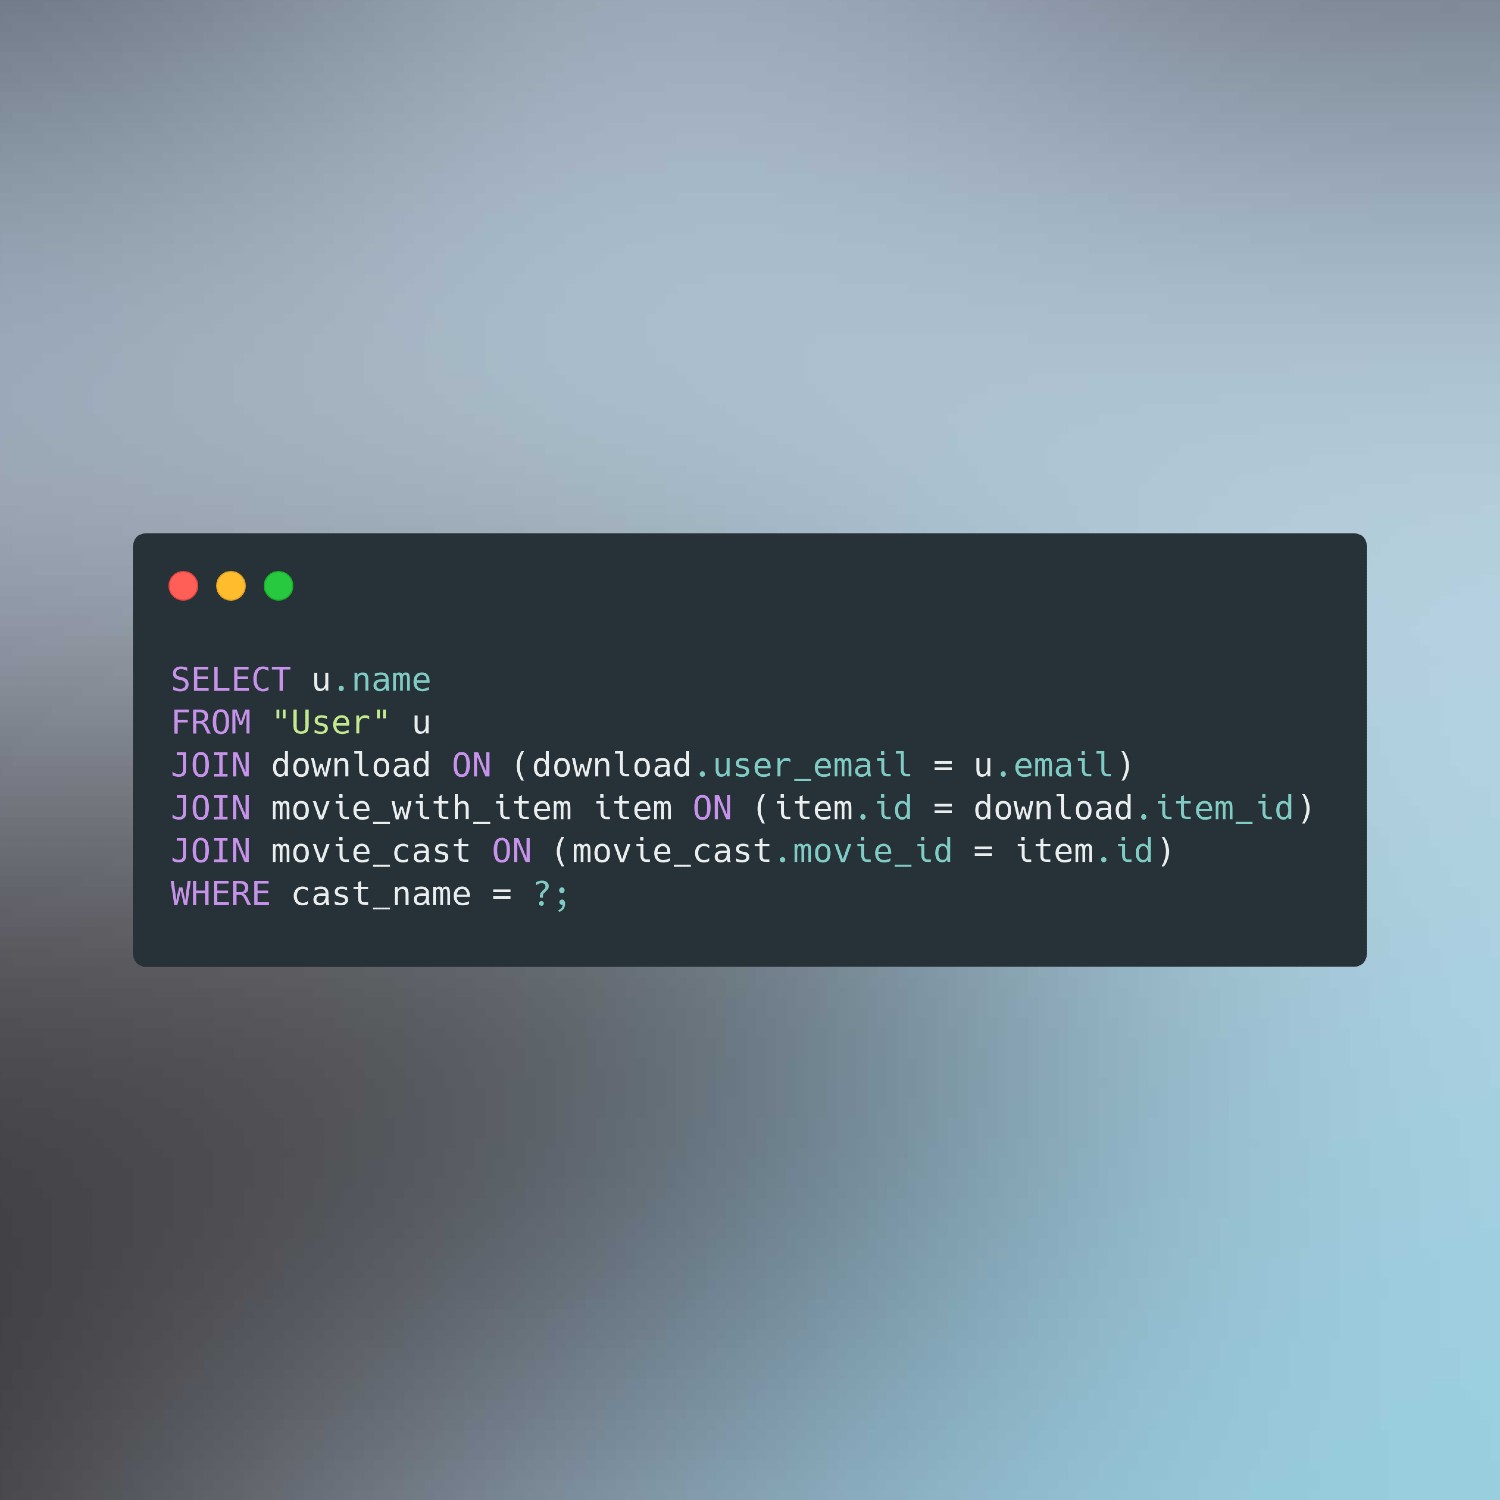 SELECT u.name
FROM "User" u
JOIN download ON (download.user_email = u.email)
JOIN movie_with_item item ON (item.id = download.item_id)
JOIN movie_cast ON (movie_cast.movie_id = item.id)
WHERE cast_name = ?;